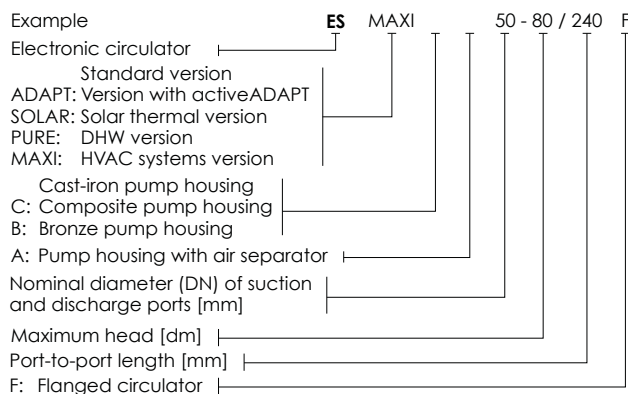 Example ES MAXI 50 - 80 / 240 F
Electronic circulator
Standard version
ADAPT: Version with activeADAPT
SOLAR: Solar thermal version
PURE: DHW version
MAXI: HVAC systems version
Cast-iron pump housing
C: Composite pump housing
B: Bronze pump housing
A: Pump housing with air separator
Nominal diameter (DN) of suction
and discharge ports [mm]
Maximum head [dm]
Port-to-port length [mm]
F: Flanged circulator